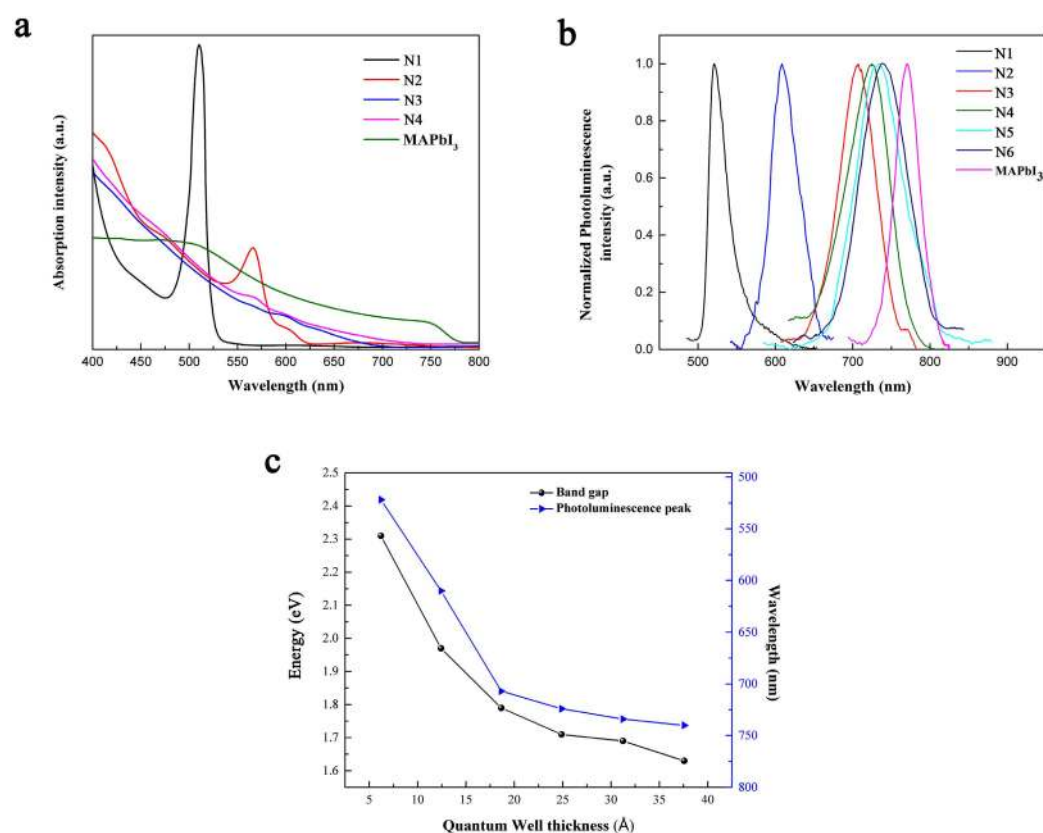 a
Absorption intensity (a.u.)
N1
N2
N3
N4
MAPbI3
400 450 500 550 600 650 700 750 800
Wavelength (nm)
b
Normalized Photoluminescence
intensity (a.u.)
1.0
0.8
0.6
0.4
0.2
0.0
N1
N2
N3
N4
N5
N6
MAPbI3
500 600 700 800 900
Wavelength (nm)
c
Energy (eV)
2.5
2.4
2.3
2.2
2.1
2.0
1.9
1.8
1.7
1.6
Band gap
Photoluminescence peak
500
550
600
650
700
750
800
Wavelength (nm)
5 10 15 20 25 30 35 40
Quantum Well thickness (Å)